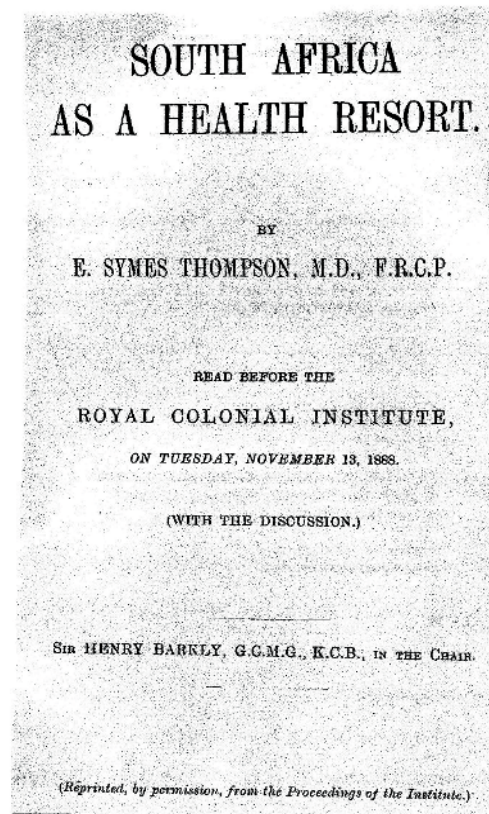 SOUTH AFRICA
AS A HEALTH RESORT.
BY
E. SYMES THOMPSON, M.D., F.R.C.P.
READ BEFORE THE
ROYAL COLONIAL INSTITUTE,
ON TUESDAY, NOVEMBER 13, 1888.
(WITH THE DISCUSSION.)
SIR HENRY BARKLY, G.C.M.G., K.C.B., IN THE CHAIR.
(Reprinted, by permission, from the Proceedings of the Institute.)